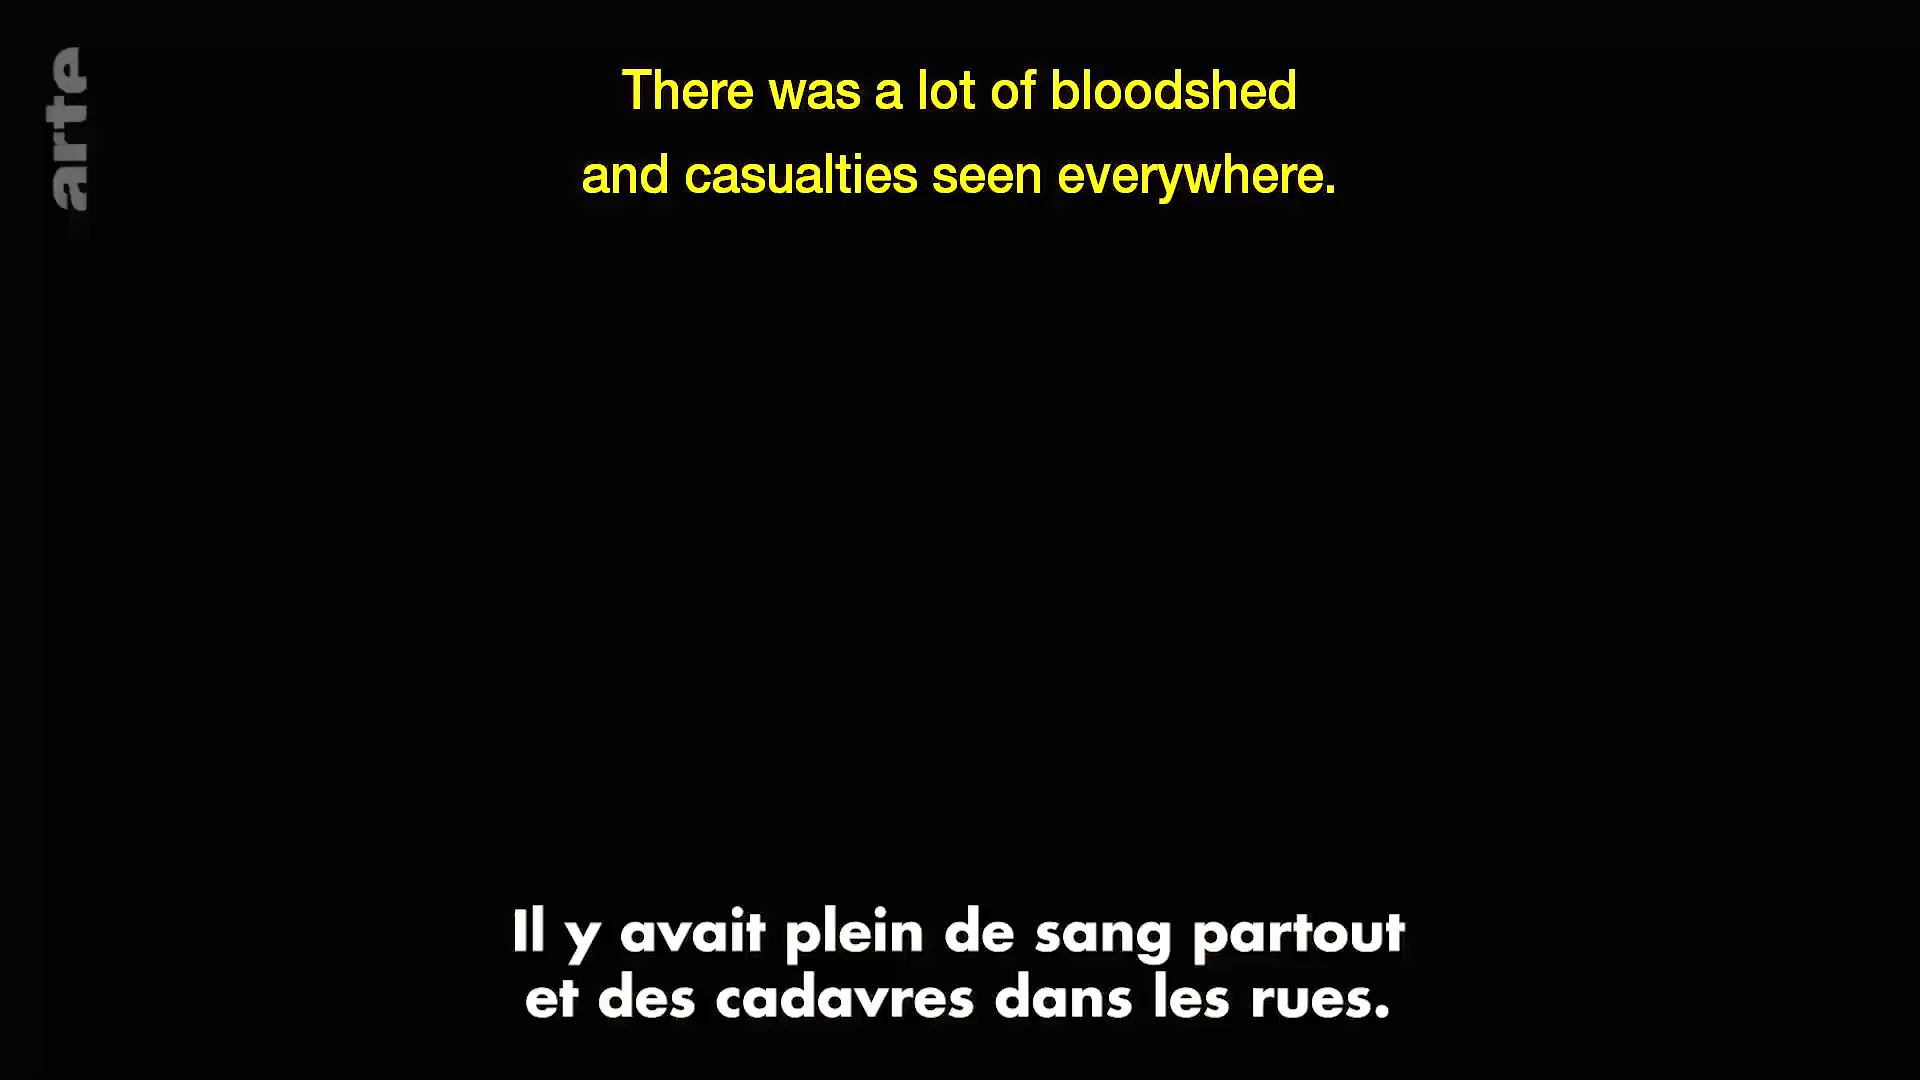 arte
There was a lot of bloodshed
and casualties seen everywhere.
Il y avait plein de sang partout
et des cadavres dans les rues.